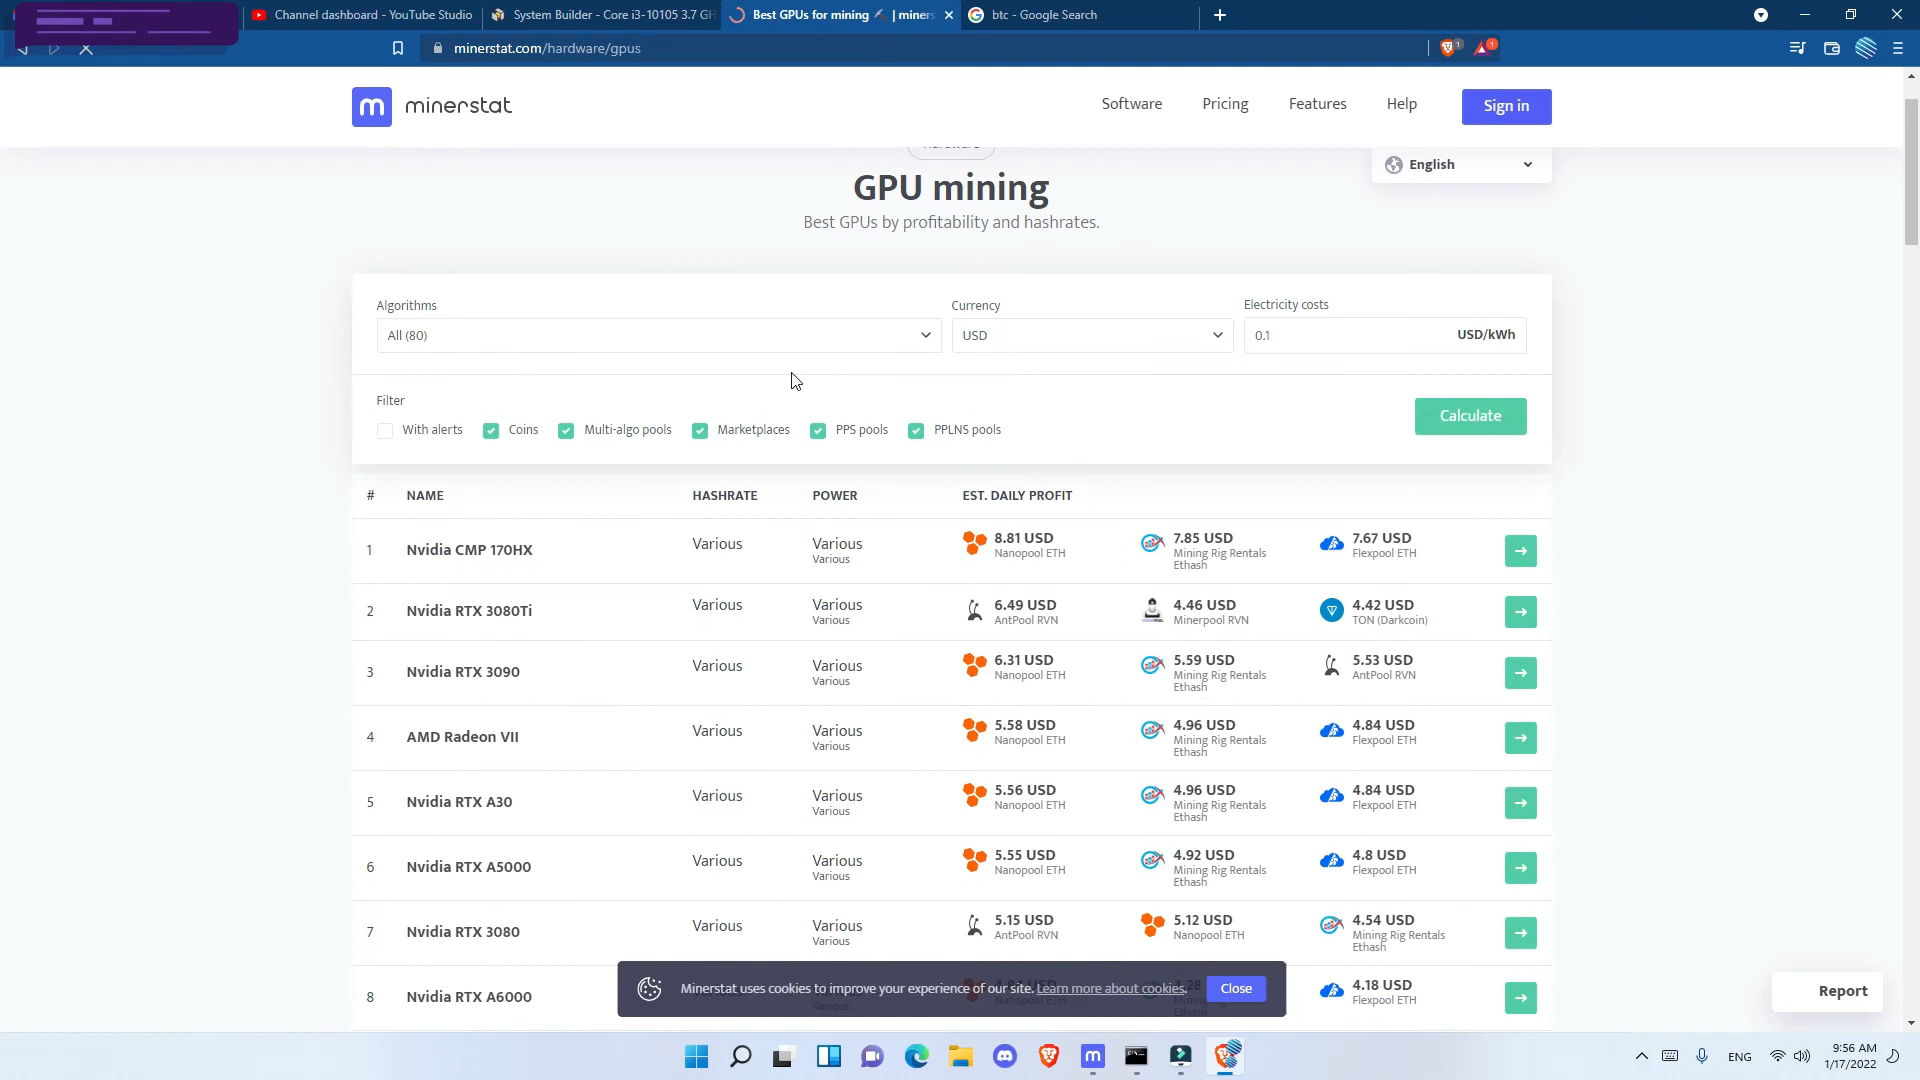 Channel dashboard - YouTube Studio
System Builder - Core i3-10105 3.7 GH
Best GPUs for mining | miners
btc - Google Search
minerstat.com/hardware/gpus
1
1
m minerstat
Software
Pricing
Features
Help
Sign in
Hardware
English
GPU mining
Best GPUs by profitability and hashrates.
Algorithms
Currency
Electricity costs
All (80)
USD
0.1
USD/kWh
Filter
With alerts
Coins
Multi-algo pools
Marketplaces
PPS pools
PPLNS pools
Calculate
# NAME HASHRATE POWER EST. DAILY PROFIT
1 Nvidia CMP 170HX Various Various 8.81 USD 7.85 USD 7.67 USD
Various Nanopool ETH Mining Rig Rentals Flexpool ETH
Ethash
2 Nvidia RTX 3080Ti Various Various 6.49 USD 4.46 USD 4.42 USD
Various AntPool RVN Minerpool RVN TON (Darkcoin)
3 Nvidia RTX 3090 Various Various 6.31 USD 5.59 USD 5.53 USD
Various Nanopool ETH Mining Rig Rentals AntPool RVN
Ethash
4 AMD Radeon VII Various Various 5.58 USD 4.96 USD 4.84 USD
Various Nanopool ETH Mining Rig Rentals Flexpool ETH
Ethash
5 Nvidia RTX A30 Various Various 5.56 USD 4.96 USD 4.84 USD
Various Nanopool ETH Mining Rig Rentals Flexpool ETH
Ethash
6 Nvidia RTX A5000 Various Various 5.55 USD 4.92 USD 4.8 USD
Various Nanopool ETH Mining Rig Rentals Flexpool ETH
Ethash
7 Nvidia RTX 3080 Various Various 5.15 USD 5.12 USD 4.54 USD
Various AntPool RVN Nanopool ETH Mining Rig Rentals
Ethash
8 Nvidia RTX A6000 4.18 USD
Flexpool ETH
Minerstat uses cookies to improve your experience of our site. Learn more about cookies.
Close
Report
ENG
9:56 AM
1/17/2022